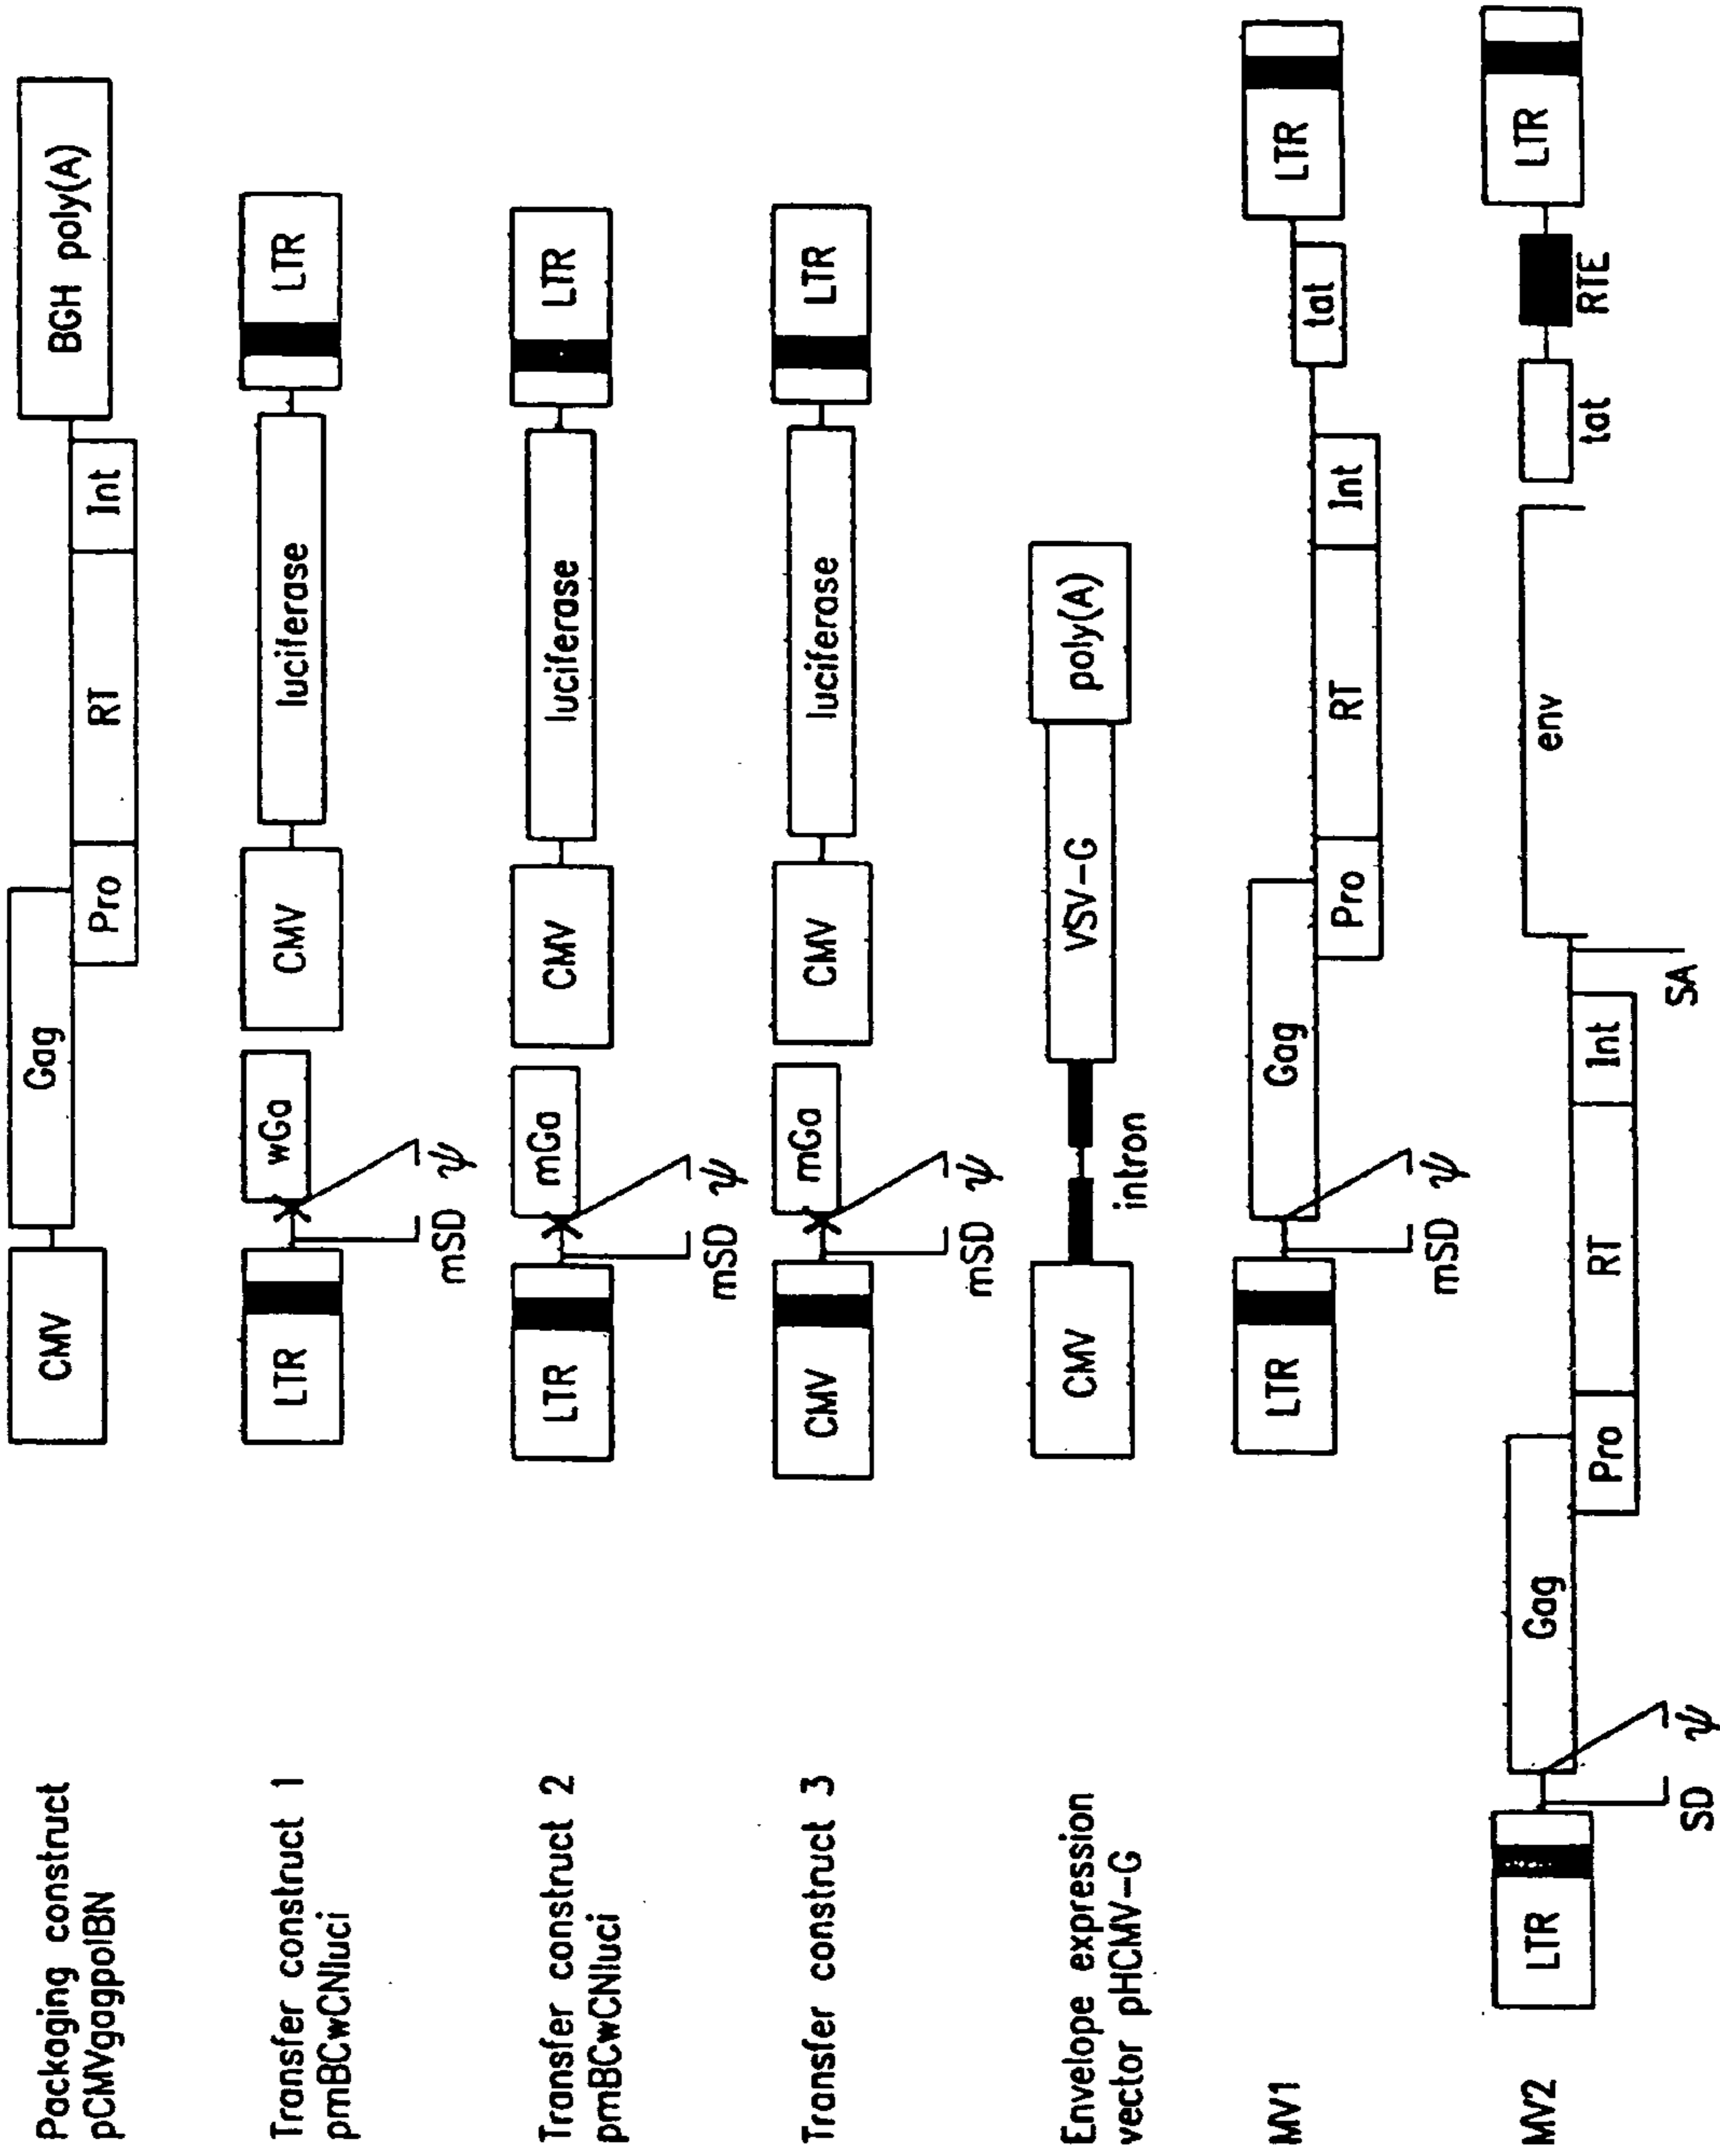 Packaging construct
pCMVgagpolBN
CMV
Gag
Pro
RT
Int
BGH poly(A)
Transfer construct 1
pmBCwCNluci
LTR
mSD
ψ
wGa
CMV
luciferase
LTR
Transfer construct 2
pmBCwCNluci
LTR
mSD
ψ
mGa
CMV
luciferase
LTR
Transfer construct 3
CMV
mSD
ψ
mGa
CMV
luciferase
LTR
Envelope expression
vector pHCMV-G
CMV
intron
VSV-G
poly(A)
MV1
LTR
mSD
ψ
Gag
Pro
RT
Int
tat
LTR
MV2
LTR
SD
ψ
Gag
Pro
RT
Int
SA
env
tat
RTE
LTR